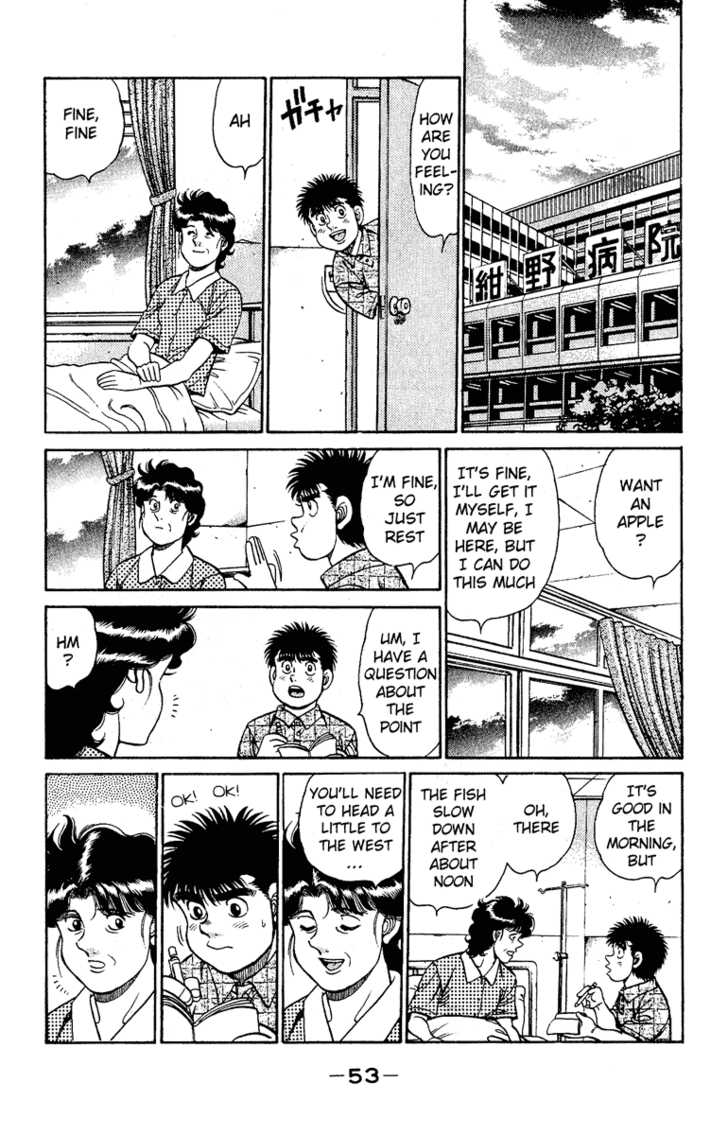 紺野病院
HOW
ARE
YOU
FEEL-
ING?
ガチャ
AH
FINE,
FINE
WANT
AN
APPLE
?
IT'S FINE,
I'LL GET IT
MYSELF, I
MAY BE
HERE, BUT
I CAN DO
THIS MUCH
I'M FINE,
SO
JUST
REST
UM, I
HAVE A
QUESTION
ABOUT
THE
POINT
HM
?
IT'S
GOOD IN
THE
MORNING,
BUT
OH,
THERE
THE FISH
SLOW
DOWN
AFTER
ABOUT
NOON
YOU'LL NEED
TO HEAD A
LITTLE TO
THE WEST
...
OK! OK!
-53-